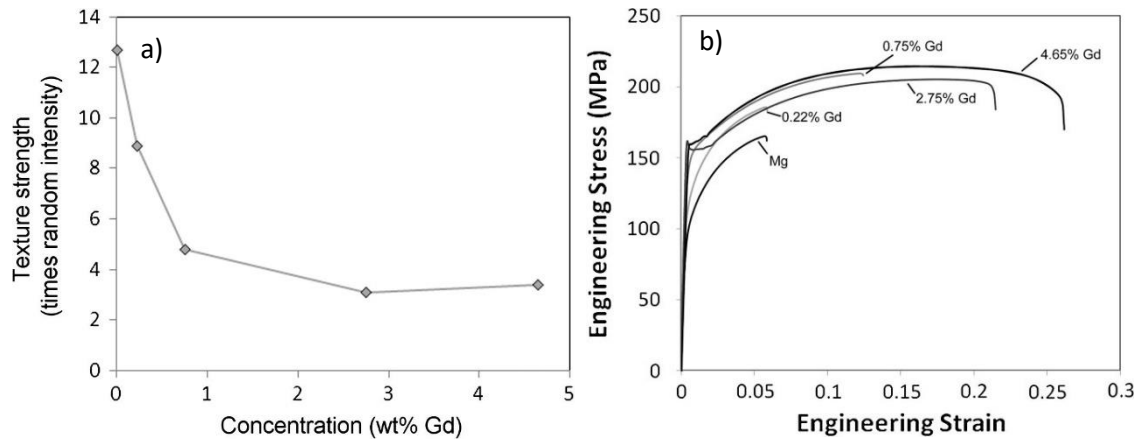 a)
Texture strength
(times random intensity)
14
12
10
8
6
4
2
0
0 1 2 3 4 5
Concentration (wt% Gd)
b)
Engineering Stress (MPa)
250
200
150
100
50
0
0.75% Gd
4.65% Gd
2.75% Gd
0.22% Gd
Mg
0 0.05 0.1 0.15 0.2 0.25 0.3
Engineering Strain